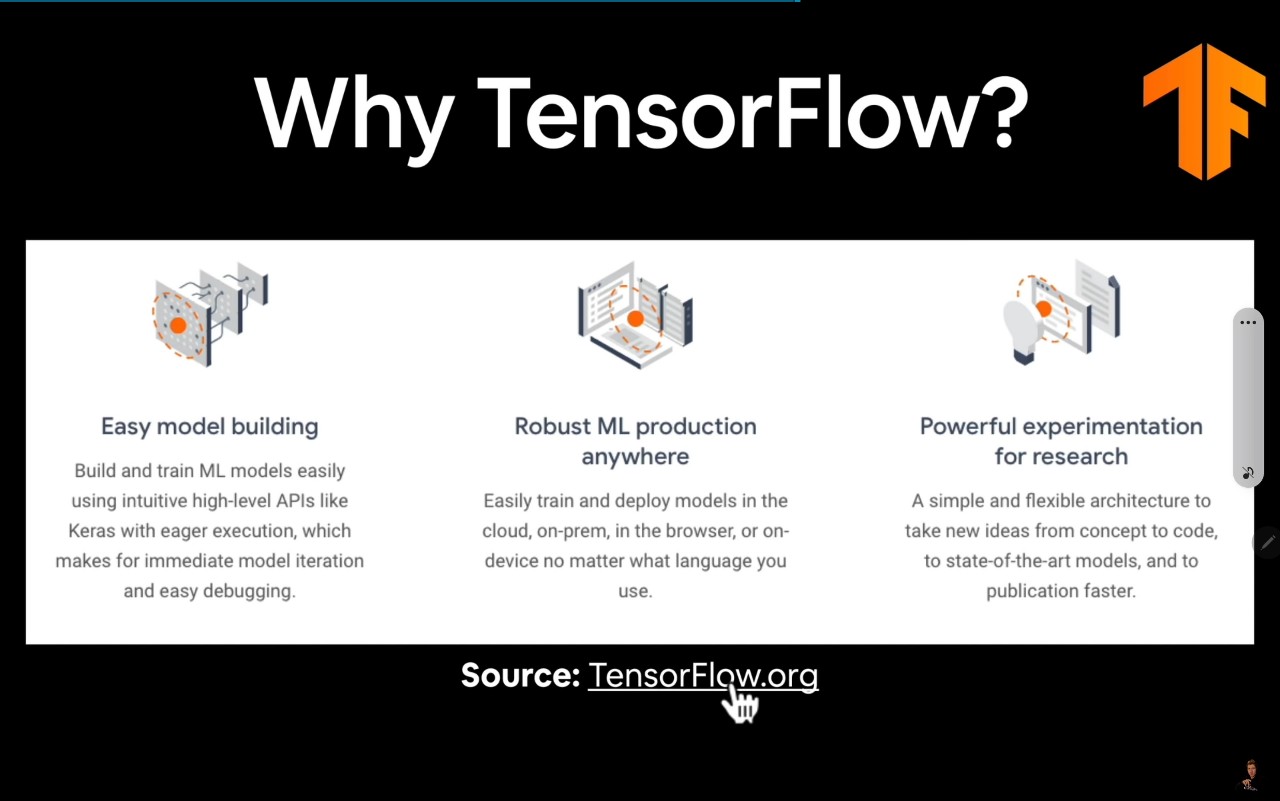 Why TensorFlow?
Easy model building
Build and train ML models easily
using intuitive high-level APIs like
Keras with eager execution, which
makes for immediate model iteration
and easy debugging.
Robust ML production
anywhere
Easily train and deploy models in the
cloud, on-prem, in the browser, or on-
device no matter what language you
use.
Powerful experimentation
for research
A simple and flexible architecture to
take new ideas from concept to code,
to state-of-the-art models, and to
publication faster.
Source: TensorFlow.org